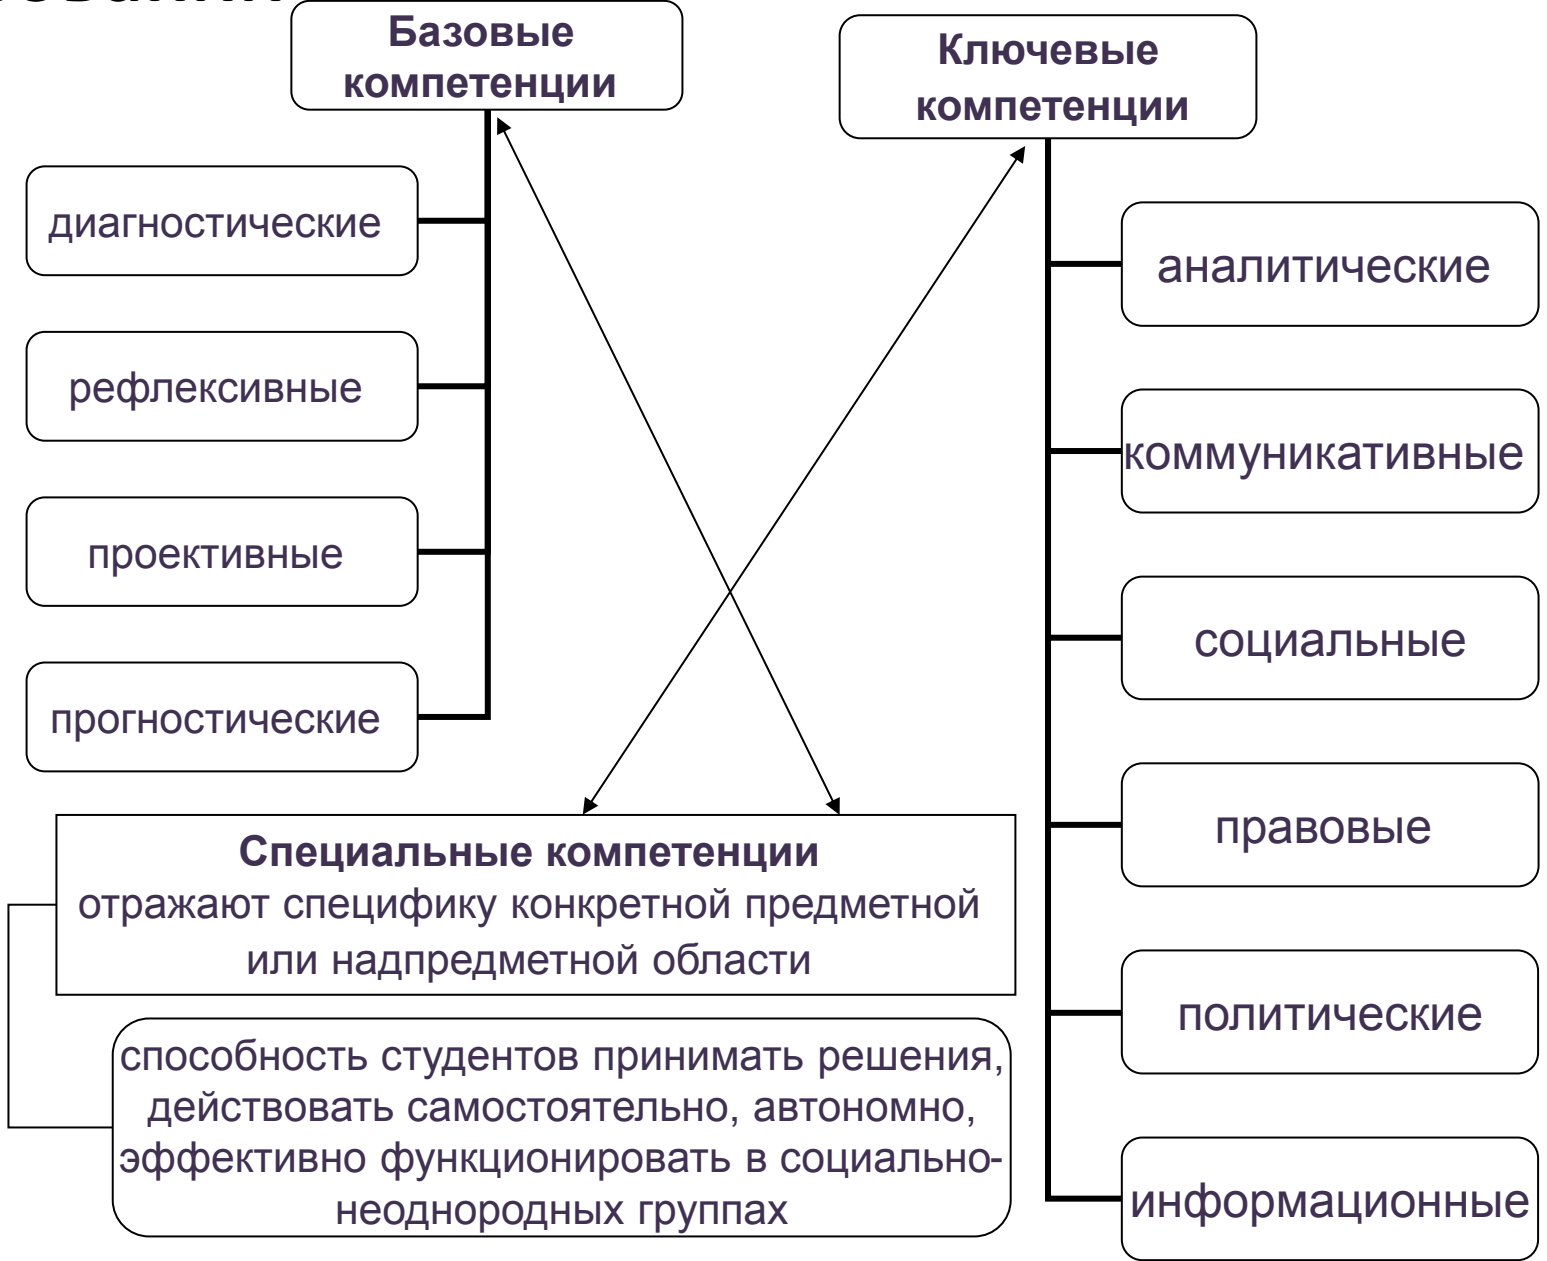 Базовые
компетенции
диагностические
рефлексивные
проективные
прогностические
Ключевые
компетенции
аналитические
коммуникативные
социальные
правовые
политические
информационные
Специальные компетенции
отражают специфику конкретной предметной
или надпредметной области
способность студентов принимать решения,
действовать самостоятельно, автономно,
эффективно функционировать в социально-
неоднородных группах